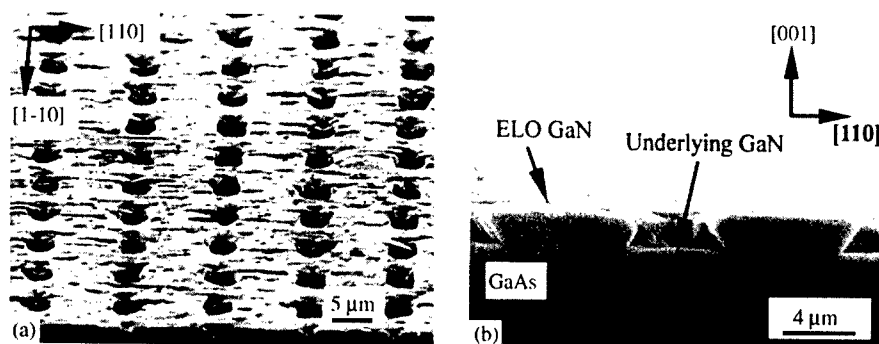 [110]
[1-10]
5 μm
(a)
[001]
[110]
ELO GaN
Underlying GaN
GaAs
4 μm
(b)